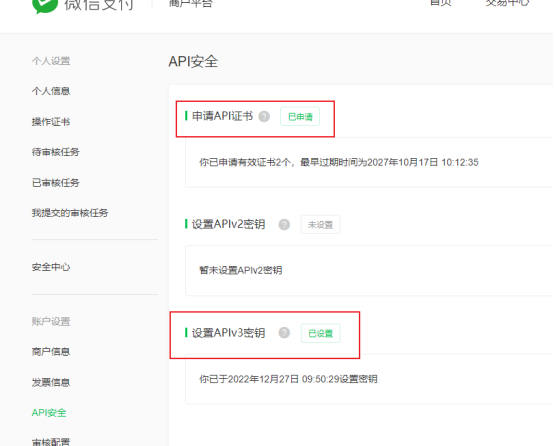 微信支付 商户平台 首页 交易中心
个人设置
个人信息
操作证书
待审核任务
已审核任务
我提交的审核任务
安全中心
账户设置
商户信息
发票信息
API安全
审核配置
API安全
申请API证书 ? 已申请
你已申请有效证书2个，最早过期时间为2027年10月17日 10:12:35
设置APIv2密钥 ? 未设置
暂未设置APIv2密钥
设置APIv3密钥 ? 已设置
你已于2022年12月27日 09:50:29设置密钥